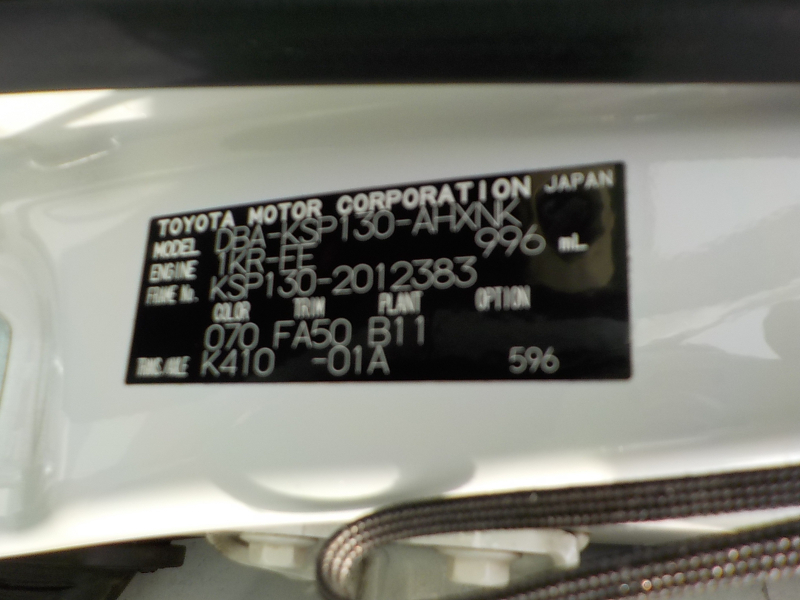 TOYOTA MOTOR CORPORATION JAPAN
MODEL DBA-KSP130-AHXNK
ENGINE 1KR-FE 996 mL
FRAME No. KSP130-2012383
COLOR TRIM PLANT OPTION
070 FA50 B11
TRANS/AXLE K410 -01A 596